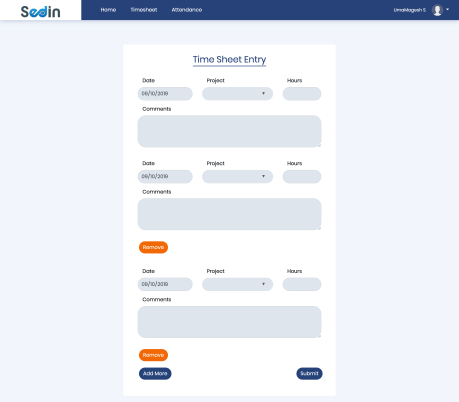 Sedin Home Timesheet Attendance UmaMagesh S
Time Sheet Entry
Date Project Hours
09/10/2019
Comments
Date Project Hours
09/10/2019
Comments
Remove
Date Project Hours
09/10/2019
Comments
Remove
Add More Submit